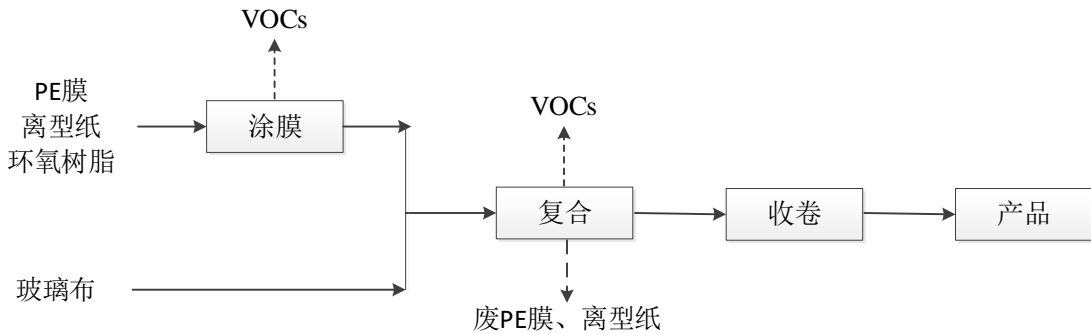 VOCs
PE膜
离型纸
环氧树脂
涂膜
VOCs
复合
收卷
产品
玻璃布
废PE膜、离型纸